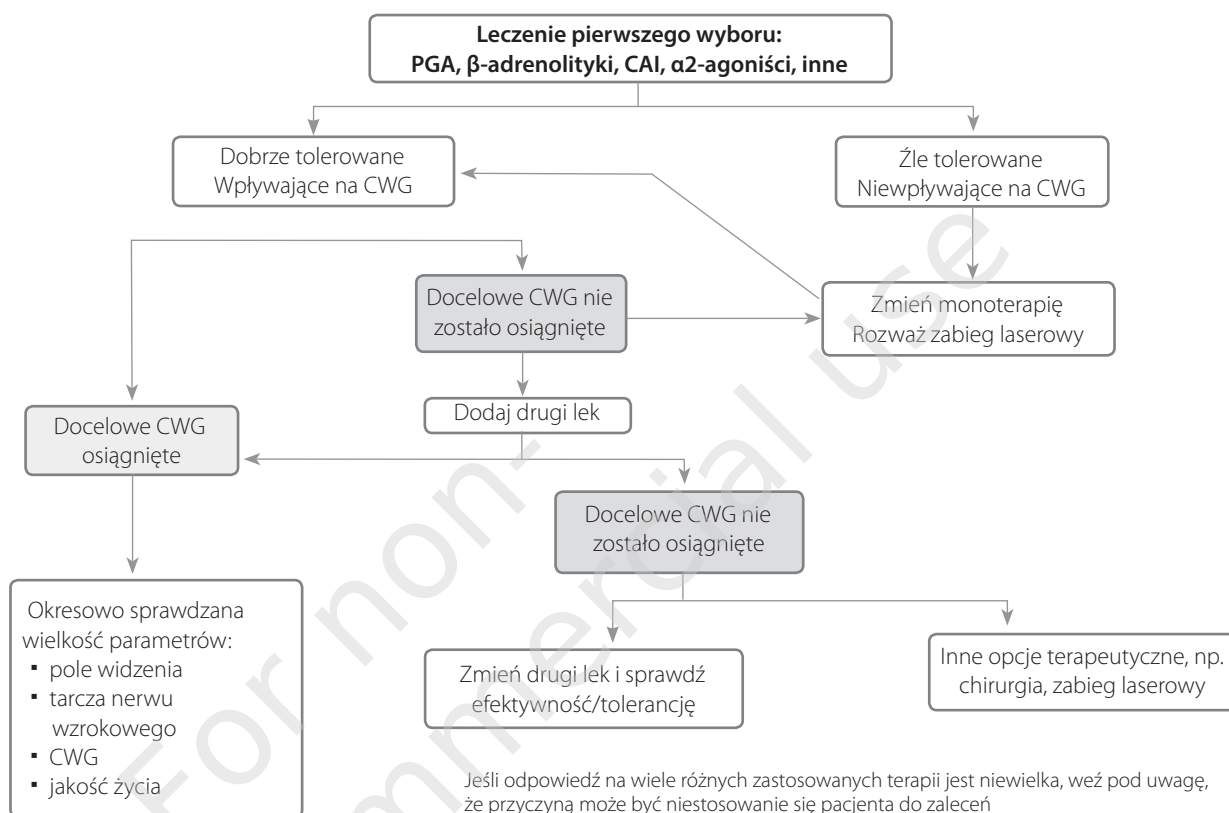 Leczenie pierwszego wyboru:
PGA, β-adrenolityki, CAI, α2-agoniści, inne
Dobrze tolerowane
Wpływające na CWG
Źle tolerowane
Niewpływające na CWG
Docelowe CWG nie
zostało osiągnięte
Zmień monoterapię
Rozważ zabieg laserowy
Dodaj drugi lek
Docelowe CWG
osiągnięte
Docelowe CWG nie
zostało osiągnięte
Okresowo sprawdzana
wielkość parametrów:
▪ pole widzenia
▪ tarcza nerwu
wzrokowego
▪ CWG
▪ jakość życia
Zmień drugi lek i sprawdź
efektywność/tolerancję
Inne opcje terapeutyczne, np.
chirurgia, zabieg laserowy
Jeśli odpowiedź na wiele różnych zastosowanych terapii jest niewielka, weź pod uwagę,
że przyczyną może być niestosowanie się pacjenta do zaleceń
For non-
mmercial use